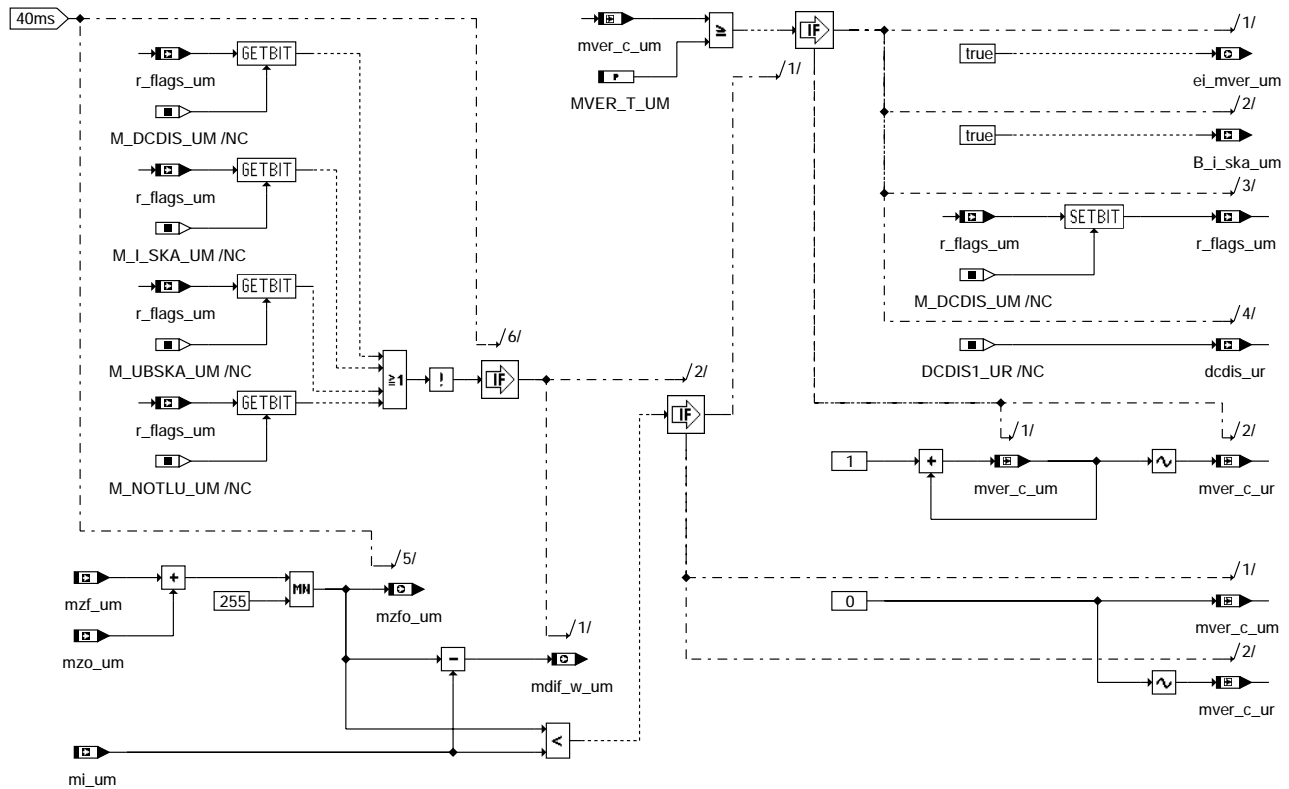 40ms
/1/
GETBIT
r_flags_um
M_DCDIS_UM /NC
GETBIT
r_flags_um
M_I_SKA_UM /NC
GETBIT
r_flags_um
M_UBSKA_UM /NC
GETBIT
r_flags_um
M_NOTLU_UM /NC
≥1
!
/6/
IF
/2/
IF
mver_c_um
P
MVER_T_UM
≥
IF
/1/
true
ei_mver_um
/2/
true
B_i_ska_um
/3/
SETBIT
r_flags_um
r_flags_um
M_DCDIS_UM /NC
/4/
DCDIS1_UR /NC
dcdis_ur
/1/
/2/
1
+
mver_c_um
mver_c_ur
/5/
mzf_um
+
255
MN
mzfo_um
mzo_um
/1/
-
mdif_w_um
<
mi_um
/1/
0
mver_c_um
/2/
mver_c_ur